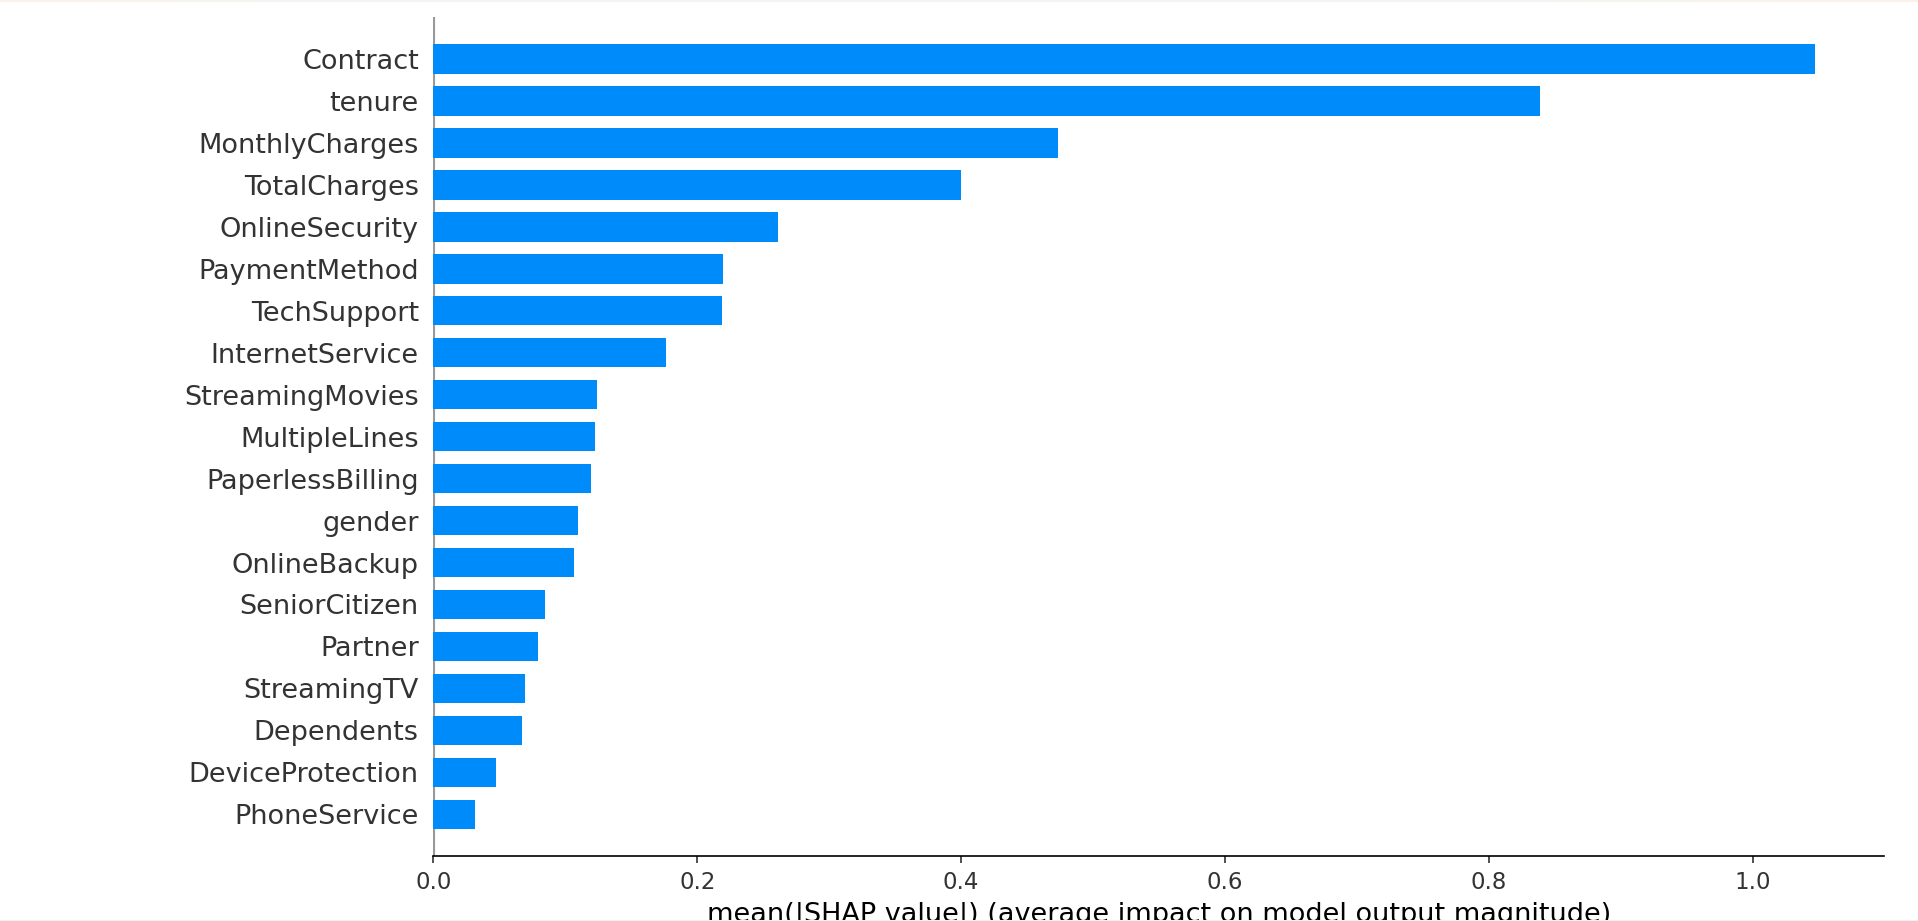 Contract
tenure
MonthlyCharges
TotalCharges
OnlineSecurity
PaymentMethod
TechSupport
InternetService
StreamingMovies
MultipleLines
PaperlessBilling
gender
OnlineBackup
SeniorCitizen
Partner
StreamingTV
Dependents
DeviceProtection
PhoneService
0.0 0.2 0.4 0.6 0.8 1.0
mean(|SHAP value|) (average impact on model output magnitude)